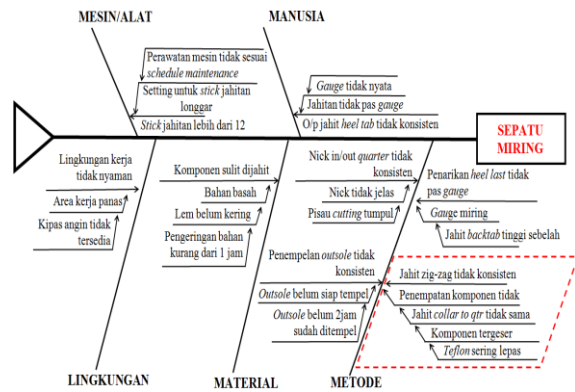 MESIN/ALAT
MANUSIA
Perawatan mesin tidak sesuai
schedule maintenance
Setting untuk stick jahitan
longgar
Stick jahitan lebih dari 12
Gauge tidak nyata
Jahitan tidak pas gauge
O/p jahit heel tab tidak konsisten
SEPATU
MIRING
Lingkungan kerja
tidak nyaman
Area kerja panas
Kipas angin tidak
tersedia
Komponen sulit dijahit
Bahan basah
Lem belum kering
Pengeringan bahan
kurang dari 1 jam
Nick in/out quarter tidak
konsisten
Nick tidak jelas
Pisau cutting tumpul
Penarikan heel last tidak
pas gauge
Gauge miring
Jahit backtab tinggi sebelah
Penempelan outsole tidak
konsisten
Outsole belum siap tempel
Outsole belum 2jam
sudah ditempel
Jahit zig-zag tidak konsisten
Penempatan komponen tidak
Jahit collar to qtr tidak sama
Komponen tergeser
Teflon sering lepas
LINGKUNGAN
MATERIAL
METODE